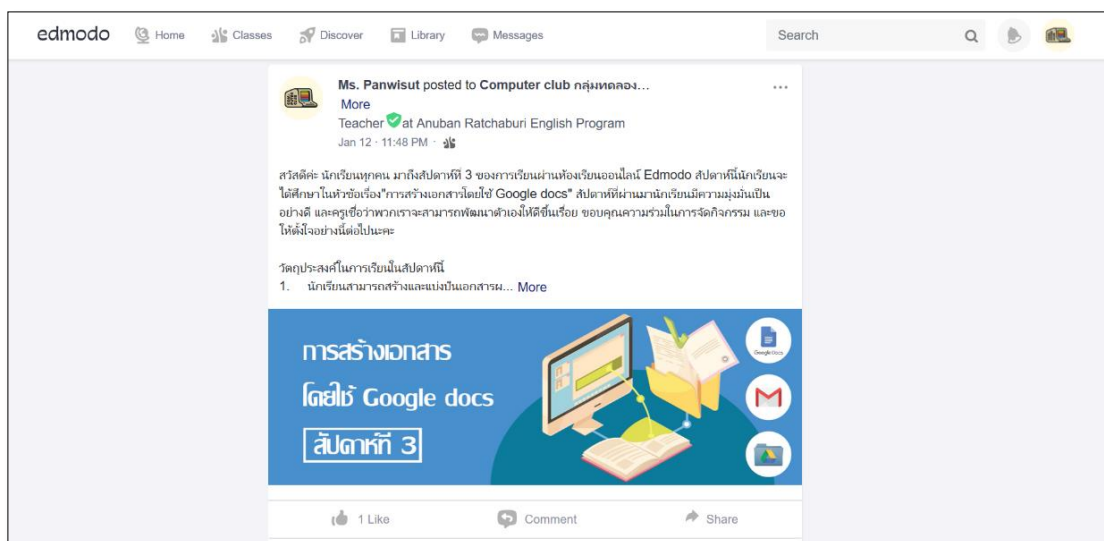 edmodo Home Classes Discover Library Messages Search
Ms. Panwisut posted to Computer club กลุ่มทดลอง...
More
Teacher at Anuban Ratchaburi English Program
Jan 12 · 11:48 PM ·
สวัสดีค่ะ นักเรียนทุกคน มาถึงสัปดาห์ที่ 3 ของการเรียนผ่านห้องเรียนออนไลน์ Edmodo สัปดาห์นี้นักเรียนจะ
ได้ศึกษาในหัวข้อเรื่อง"การสร้างเอกสารโดยใช้ Google docs" สัปดาห์ที่ผ่านมานักเรียนมีความมุ่งมั่นเป็น
อย่างดี และครูเชื่อว่าพวกเราจะสามารถพัฒนาตัวเองให้ดีขึ้นเรื่อย ขอบคุณความร่วมในการจัดกิจกรรม และขอ
ให้ตั้งใจอย่างนี้ต่อไปนะคะ
วัตถุประสงค์ในการเรียนในสัปดาห์นี้
1. นักเรียนสามารถสร้างและแบ่งปันเอกสารผ... More
การสร้างเอกสาร
โดยใช้ Google docs
สัปดาห์ที่ 3
Google Docs
1 Like Comment Share